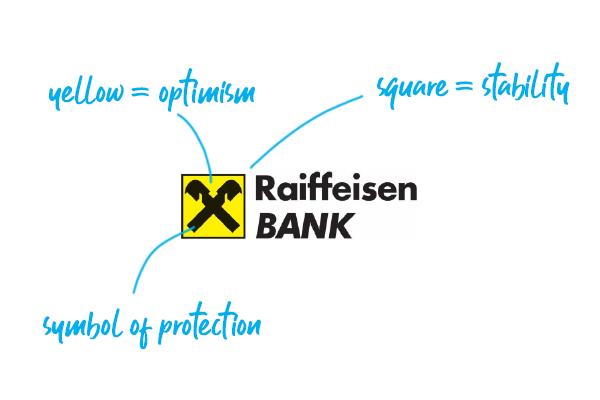 yellow = optimism
square = stability
Raiffeisen
BANK
symbol of protection